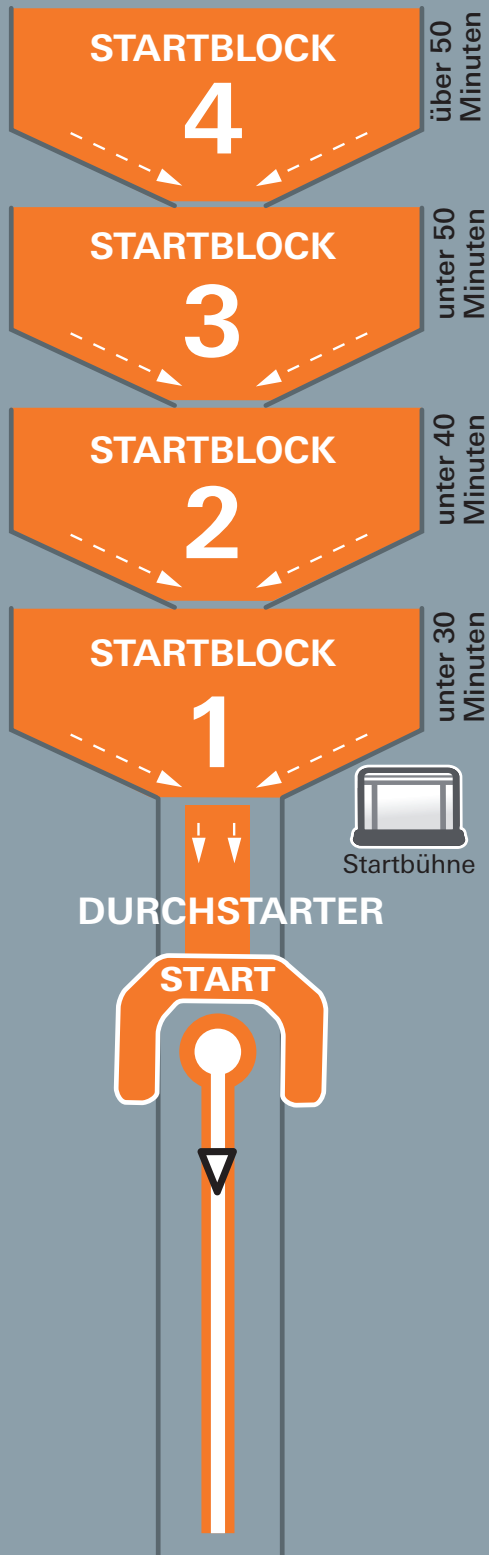 STARTBLOCK
4
über 50
Minuten
STARTBLOCK
3
unter 50
Minuten
STARTBLOCK
2
unter 40
Minuten
STARTBLOCK
1
unter 30
Minuten
Startbühne
DURCHSTARTER
START